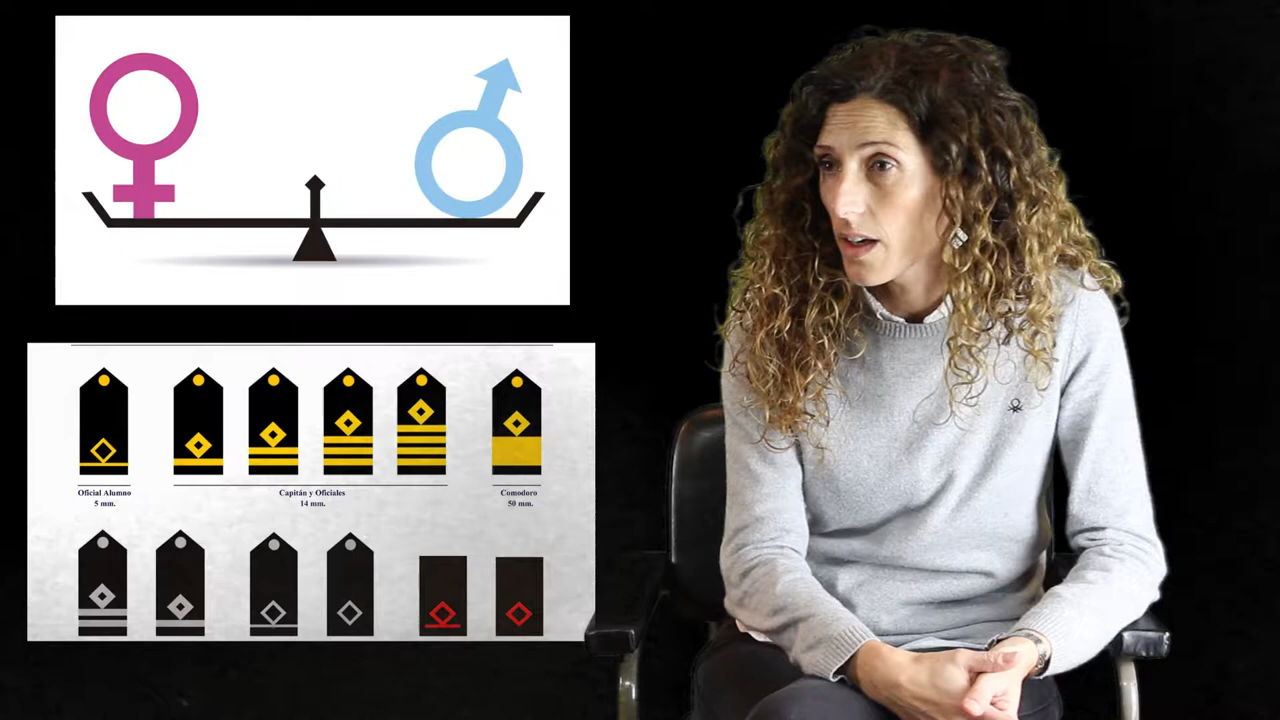 Oficial Alumno
5 mm.
Capitán y Oficiales
14 mm.
Comodoro
50 mm.